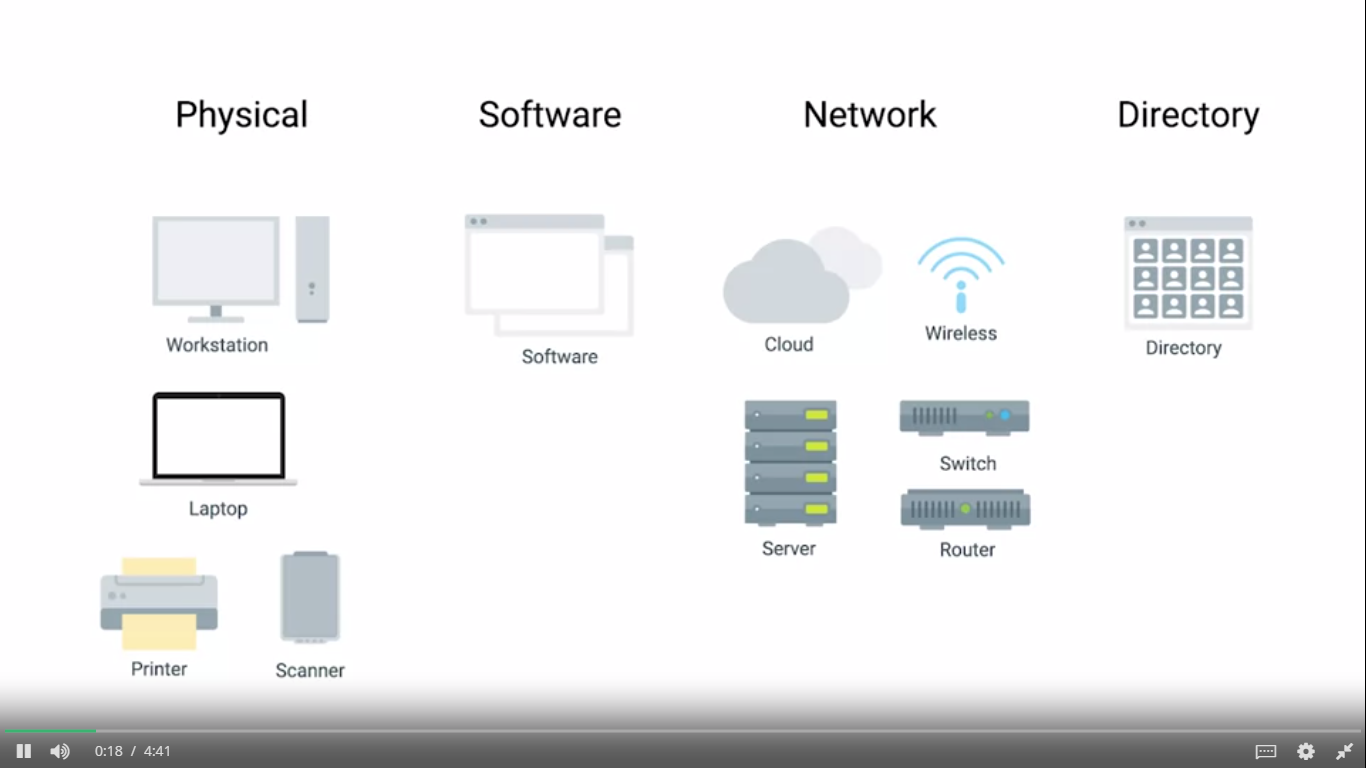 Physical
Software
Network
Directory
Workstation
Laptop
Printer
Scanner
Software
Cloud
Wireless
Server
Switch
Router
Directory
0:18 / 4:41